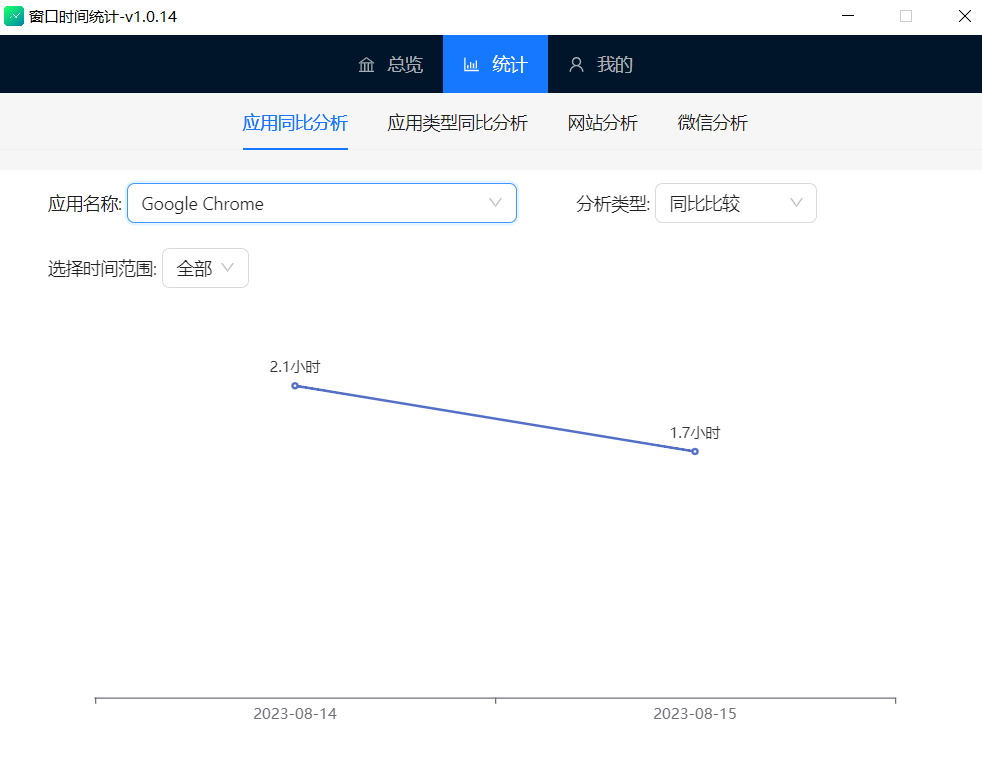 窗口时间统计-v1.0.14
总览 统计 我的
应用同比分析 应用类型同比分析 网站分析 微信分析
应用名称: Google Chrome 分析类型: 同比比较
选择时间范围: 全部
2.1小时
1.7小时
2023-08-14 2023-08-15